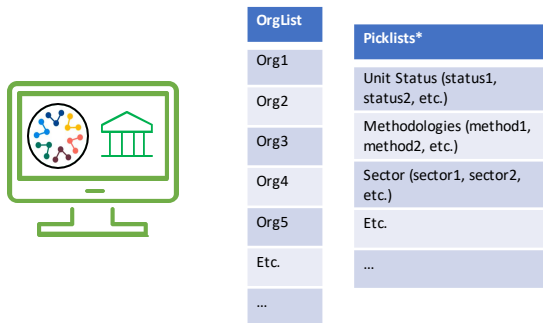 OrgList
Org1
Org2
Org3
Org4
Org5
Etc.
...
Picklists*
Unit Status (status1,
status2, etc.)
Methodologies (method1,
method2, etc.)
Sector (sector1, sector2,
etc.)
Etc.
...